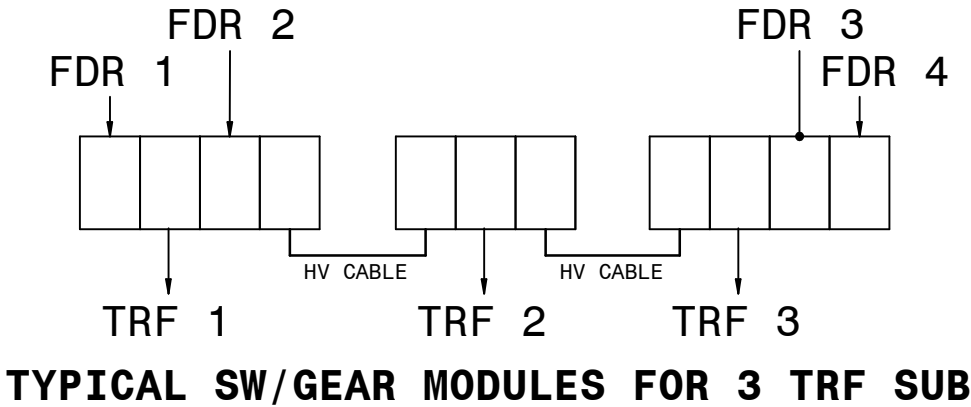 FDR 2
FDR 3
FDR 1
FDR 4
HV CABLE
HV CABLE
TRF 1
TRF 2
TRF 3
TYPICAL SW/GEAR MODULES FOR 3 TRF SUB